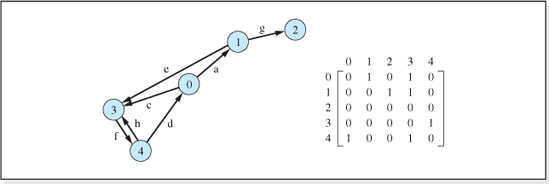 g
2
1
e
a
0
c
3
h
d
f
4
0 1 2 3 4
0 0 1 0 1 0
1 0 0 1 1 0
2 0 0 0 0 0
3 0 0 0 0 1
4 1 0 0 1 0